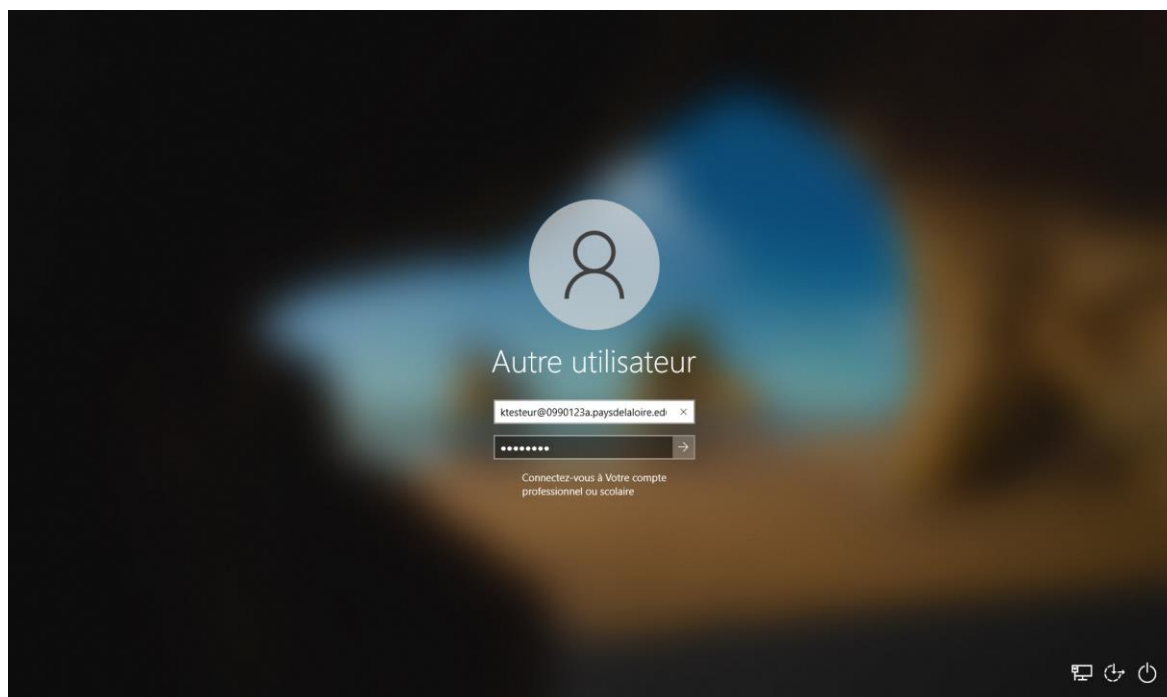 Autre utilisateur
ktesteur@0990123a.paysdelaloire.ed
Connectez-vous à Votre compte
professionnel ou scolaire